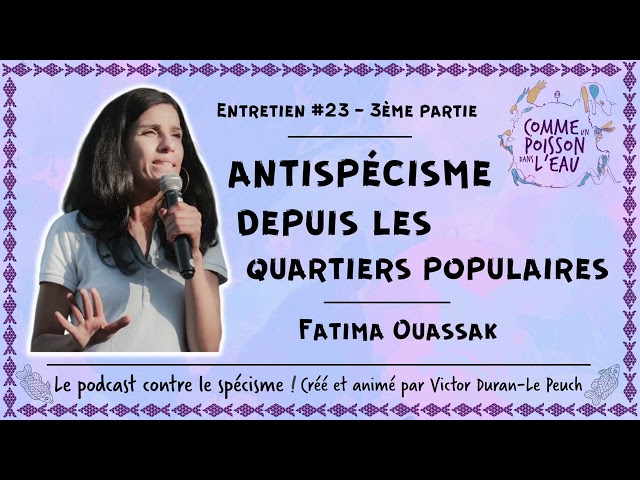 ENTRETIEN #23 – 3ÈME PARTIE
COMME UN
POISSON
DANS L'EAU
ANTISPÉCISME
DEPUIS LES
QUARTIERS POPULAIRES
FATIMA OUASSAK
Le podcast contre le spécisme ! Créé et animé par Victor Duran-Le Peuch